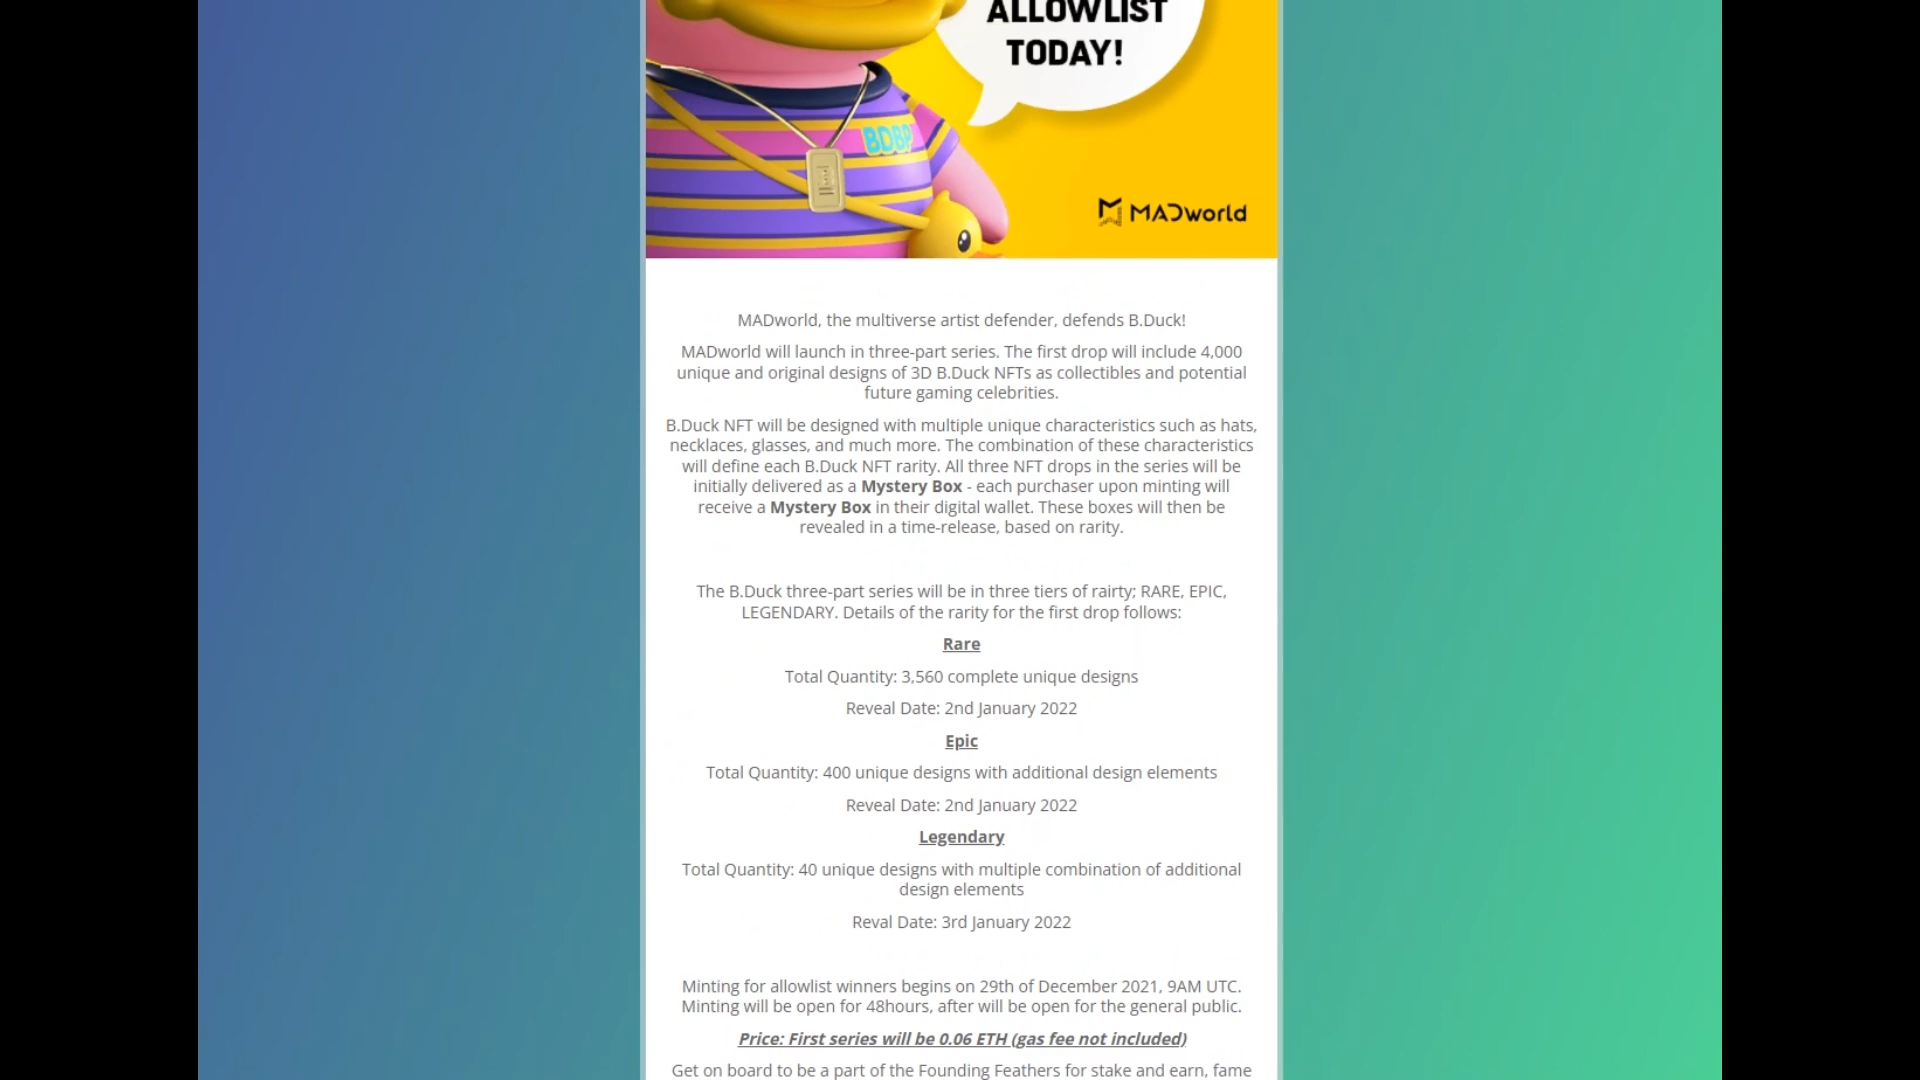 ALLOWLIST
TODAY!
BDBP
MADworld
MADworld, the multiverse artist defender, defends B.Duck!
MADworld will launch in three-part series. The first drop will include 4,000
unique and original designs of 3D B.Duck NFTs as collectibles and potential
future gaming celebrities.
B.Duck NFT will be designed with multiple unique characteristics such as hats,
necklaces, glasses, and much more. The combination of these characteristics
will define each B.Duck NFT rarity. All three NFT drops in the series will be
initially delivered as a Mystery Box - each purchaser upon minting will
receive a Mystery Box in their digital wallet. These boxes will then be
revealed in a time-release, based on rarity.
The B.Duck three-part series will be in three tiers of rairty; RARE, EPIC,
LEGENDARY. Details of the rarity for the first drop follows:
Rare
Total Quantity: 3,560 complete unique designs
Reveal Date: 2nd January 2022
Epic
Total Quantity: 400 unique designs with additional design elements
Reveal Date: 2nd January 2022
Legendary
Total Quantity: 40 unique designs with multiple combination of additional
design elements
Reval Date: 3rd January 2022
Minting for allowlist winners begins on 29th of December 2021, 9AM UTC.
Minting will be open for 48hours, after will be open for the general public.
Price: First series will be 0.06 ETH (gas fee not included)
Get on board to be a part of the Founding Feathers for stake and earn, fame